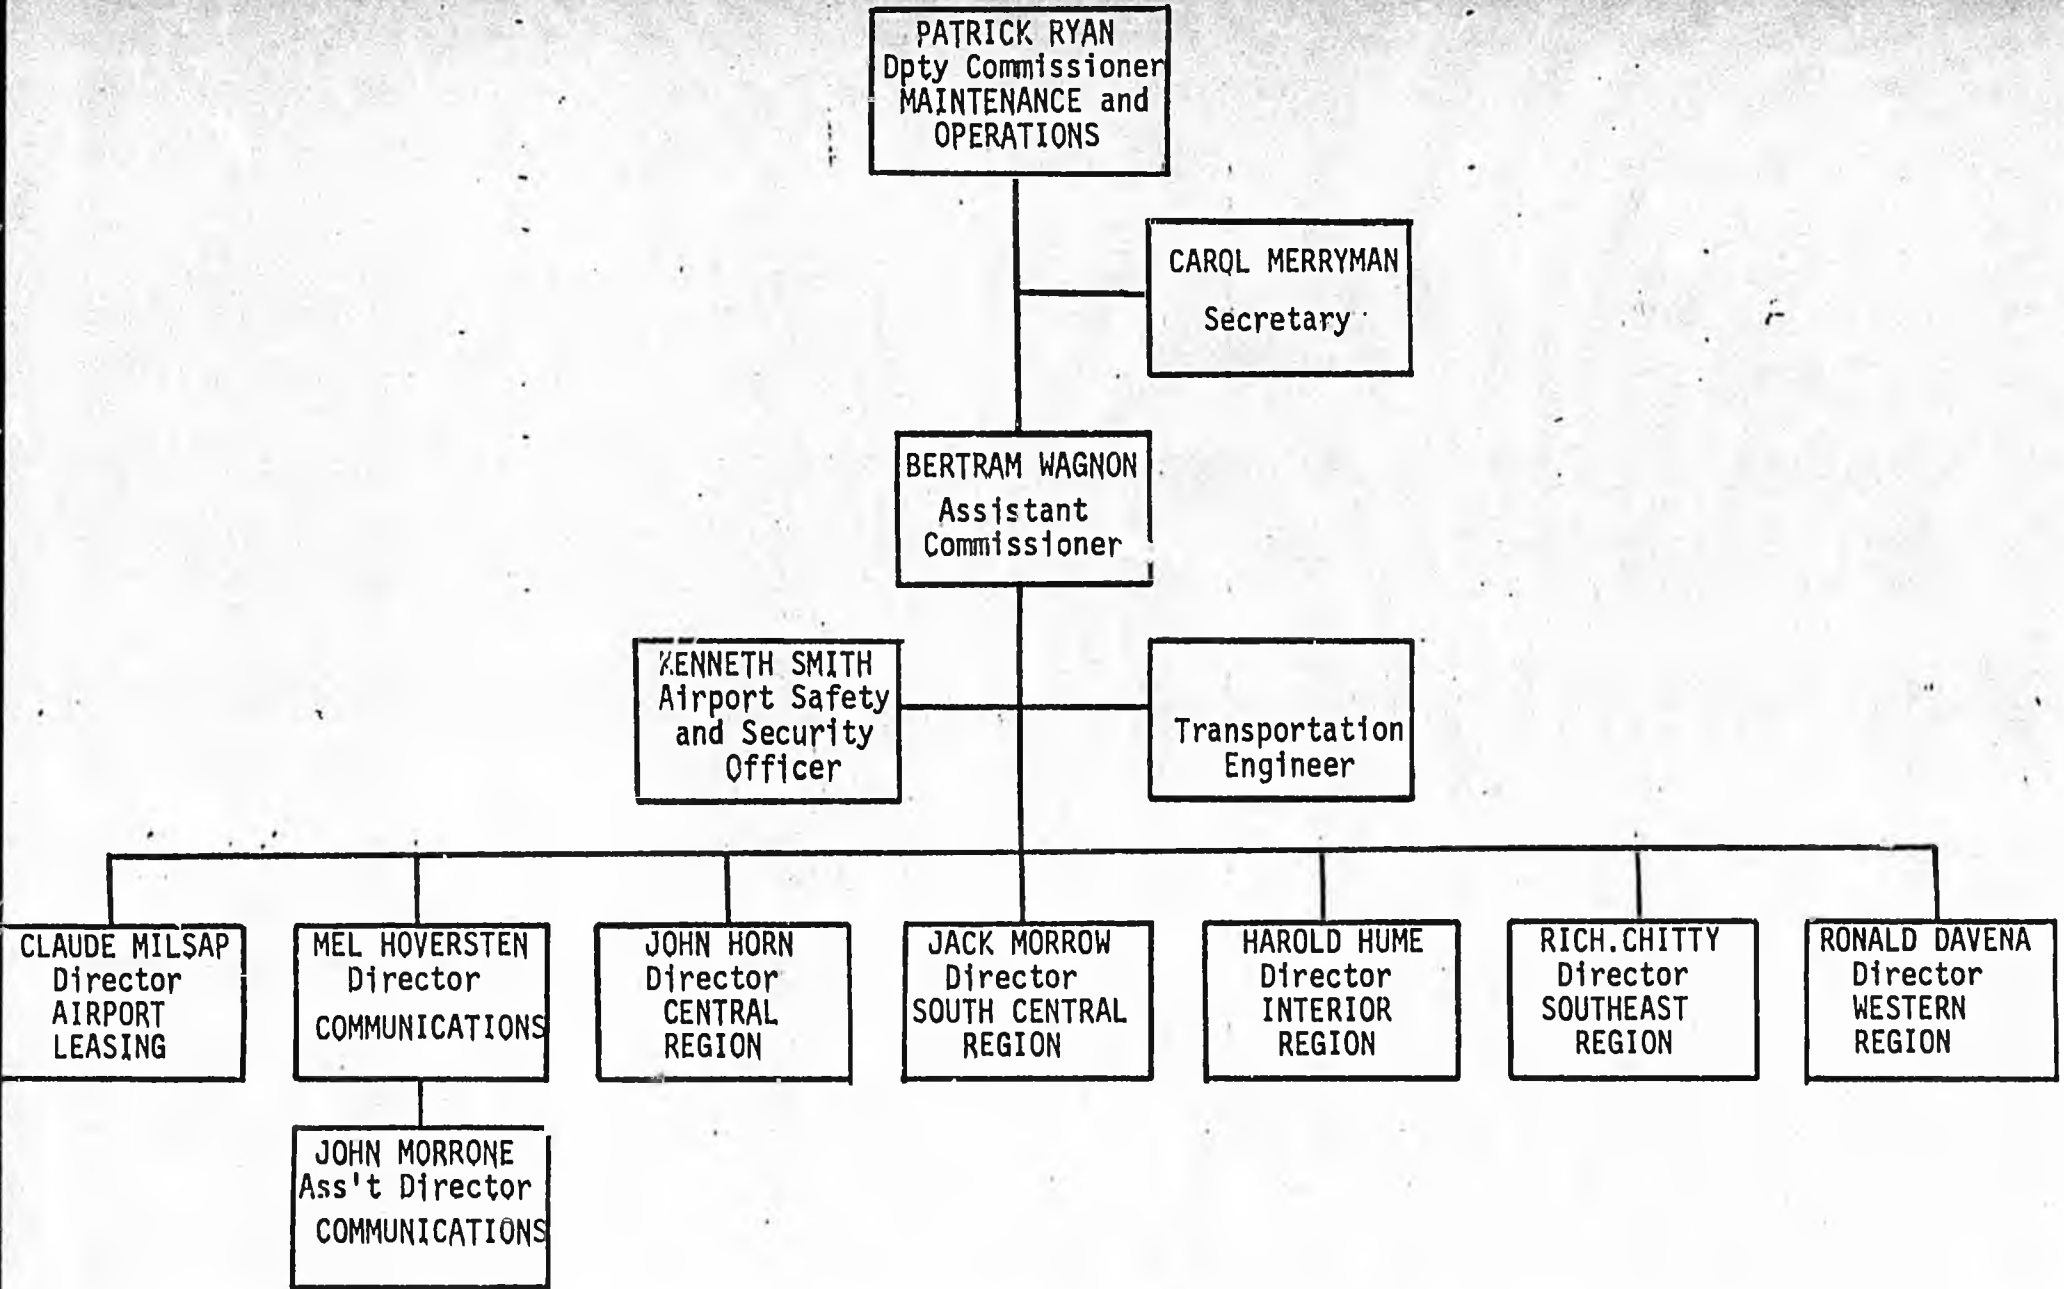 PATRICK RYAN
Dpty Commissioner
MAINTENANCE and
OPERATIONS
CAROL MERRYMAN
Secretary
BERTRAM WAGNON
Assistant
Commissioner
KENNETH SMITH
Airport Safety
and Security
Officer
Transportation
Engineer
CLAUDE MILSAP
Director
AIRPORT
LEASING
MEL HOVERSTEN
Director
COMMUNICATIONS
JOHN HORN
Director
CENTRAL
REGION
JACK MORROW
Director
SOUTH CENTRAL
REGION
HAROLD HUME
Director
INTERIOR
REGION
RICH.CHITTY
Director
SOUTHEAST
REGION
RONALD DAVENA
Director
WESTERN
REGION
JOHN MORRONE
Ass't Director
COMMUNICATIONS